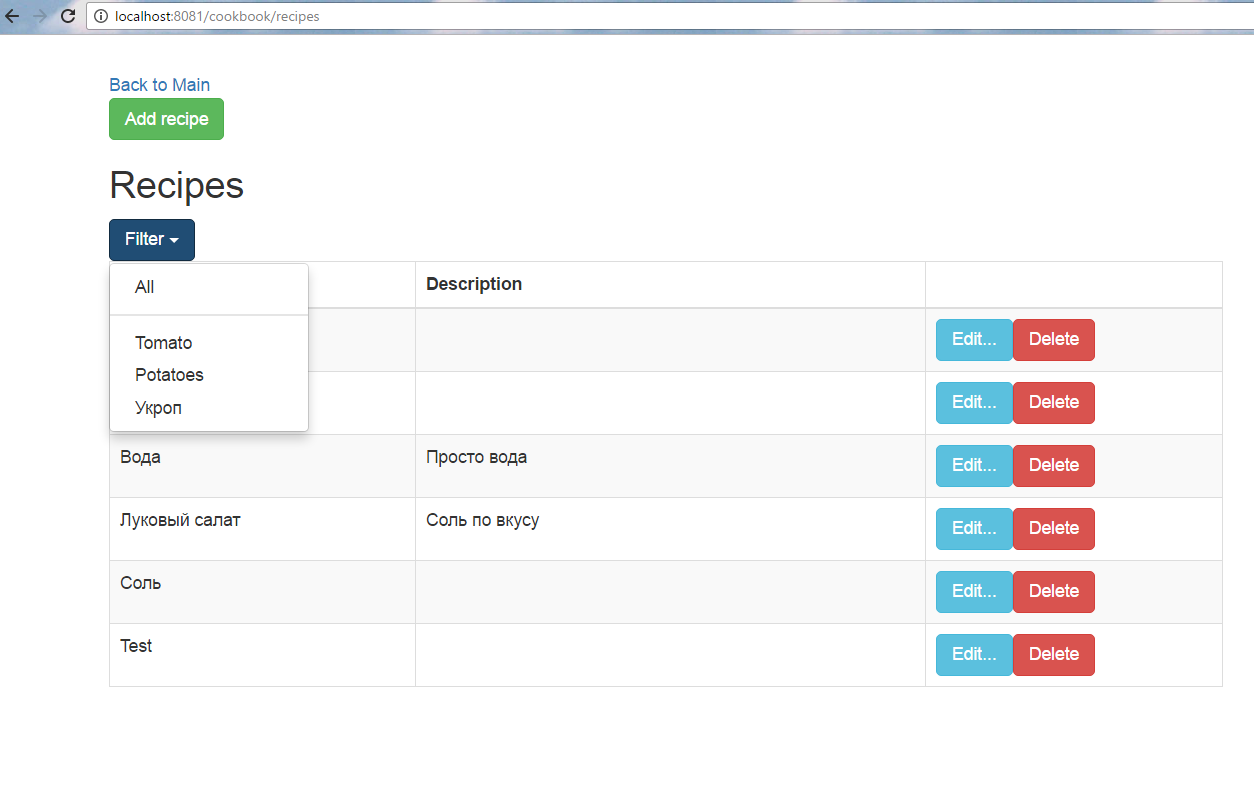 localhost:8081/cookbook/recipes
Back to Main
Add recipe
Recipes
Filter
All
Tomato
Potatoes
Укроп
Description
Edit... Delete
Edit... Delete
Вода Просто вода Edit... Delete
Луковый салат Соль по вкусу Edit... Delete
Соль Edit... Delete
Test Edit... Delete